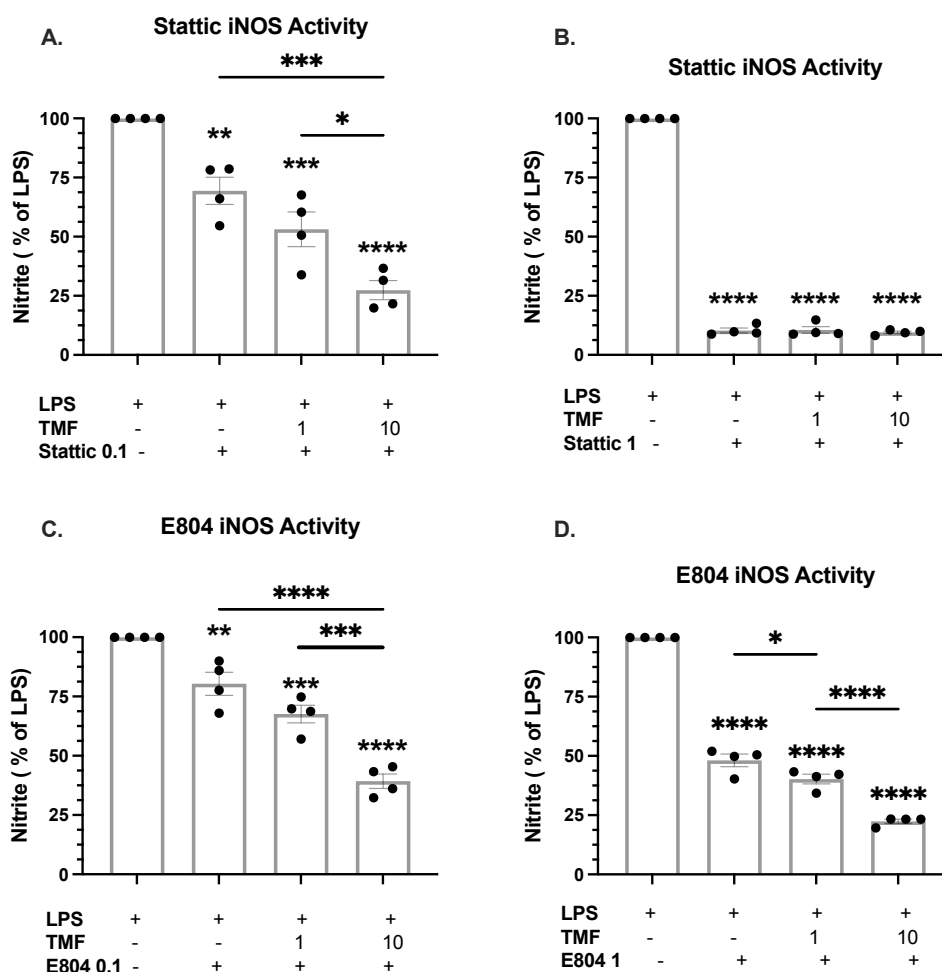 A.
Stattic iNOS Activity
***
*
**
***
****
Nitrite ( % of LPS)
100
75
50
25
0
LPS + + + +
TMF - - 1 10
Stattic 0.1 - + + +
B.
Stattic iNOS Activity
****
****
****
Nitrite ( % of LPS)
100
75
50
25
0
LPS + + + +
TMF - - 1 10
Stattic 1 - + + +
C.
E804 iNOS Activity
****
***
**
***
****
Nitrite ( % of LPS)
100
75
50
25
0
LPS + + + +
TMF - - 1 10
E804 0.1 - + + +
D.
E804 iNOS Activity
*
****
****
****
****
Nitrite ( % of LPS)
100
75
50
25
0
LPS + + + +
TMF - - 1 10
E804 1 - + + +